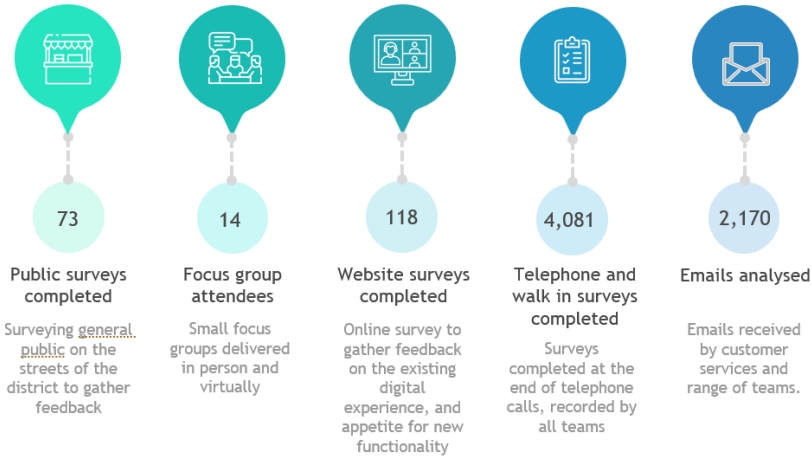 73
Public surveys
completed
Surveying general
public on the
streets of the
district to gather
feedback
14
Focus group
attendees
Small focus
groups delivered
in person and
virtually
118
Website surveys
completed
Online survey to
gather feedback
on the existing
digital
experience, and
appetite for new
functionality
4,081
Telephone and
walk in surveys
completed
Surveys
completed at the
end of telephone
calls, recorded by
all teams
2,170
Emails analysed
Emails received
by customer
services and
range of teams.